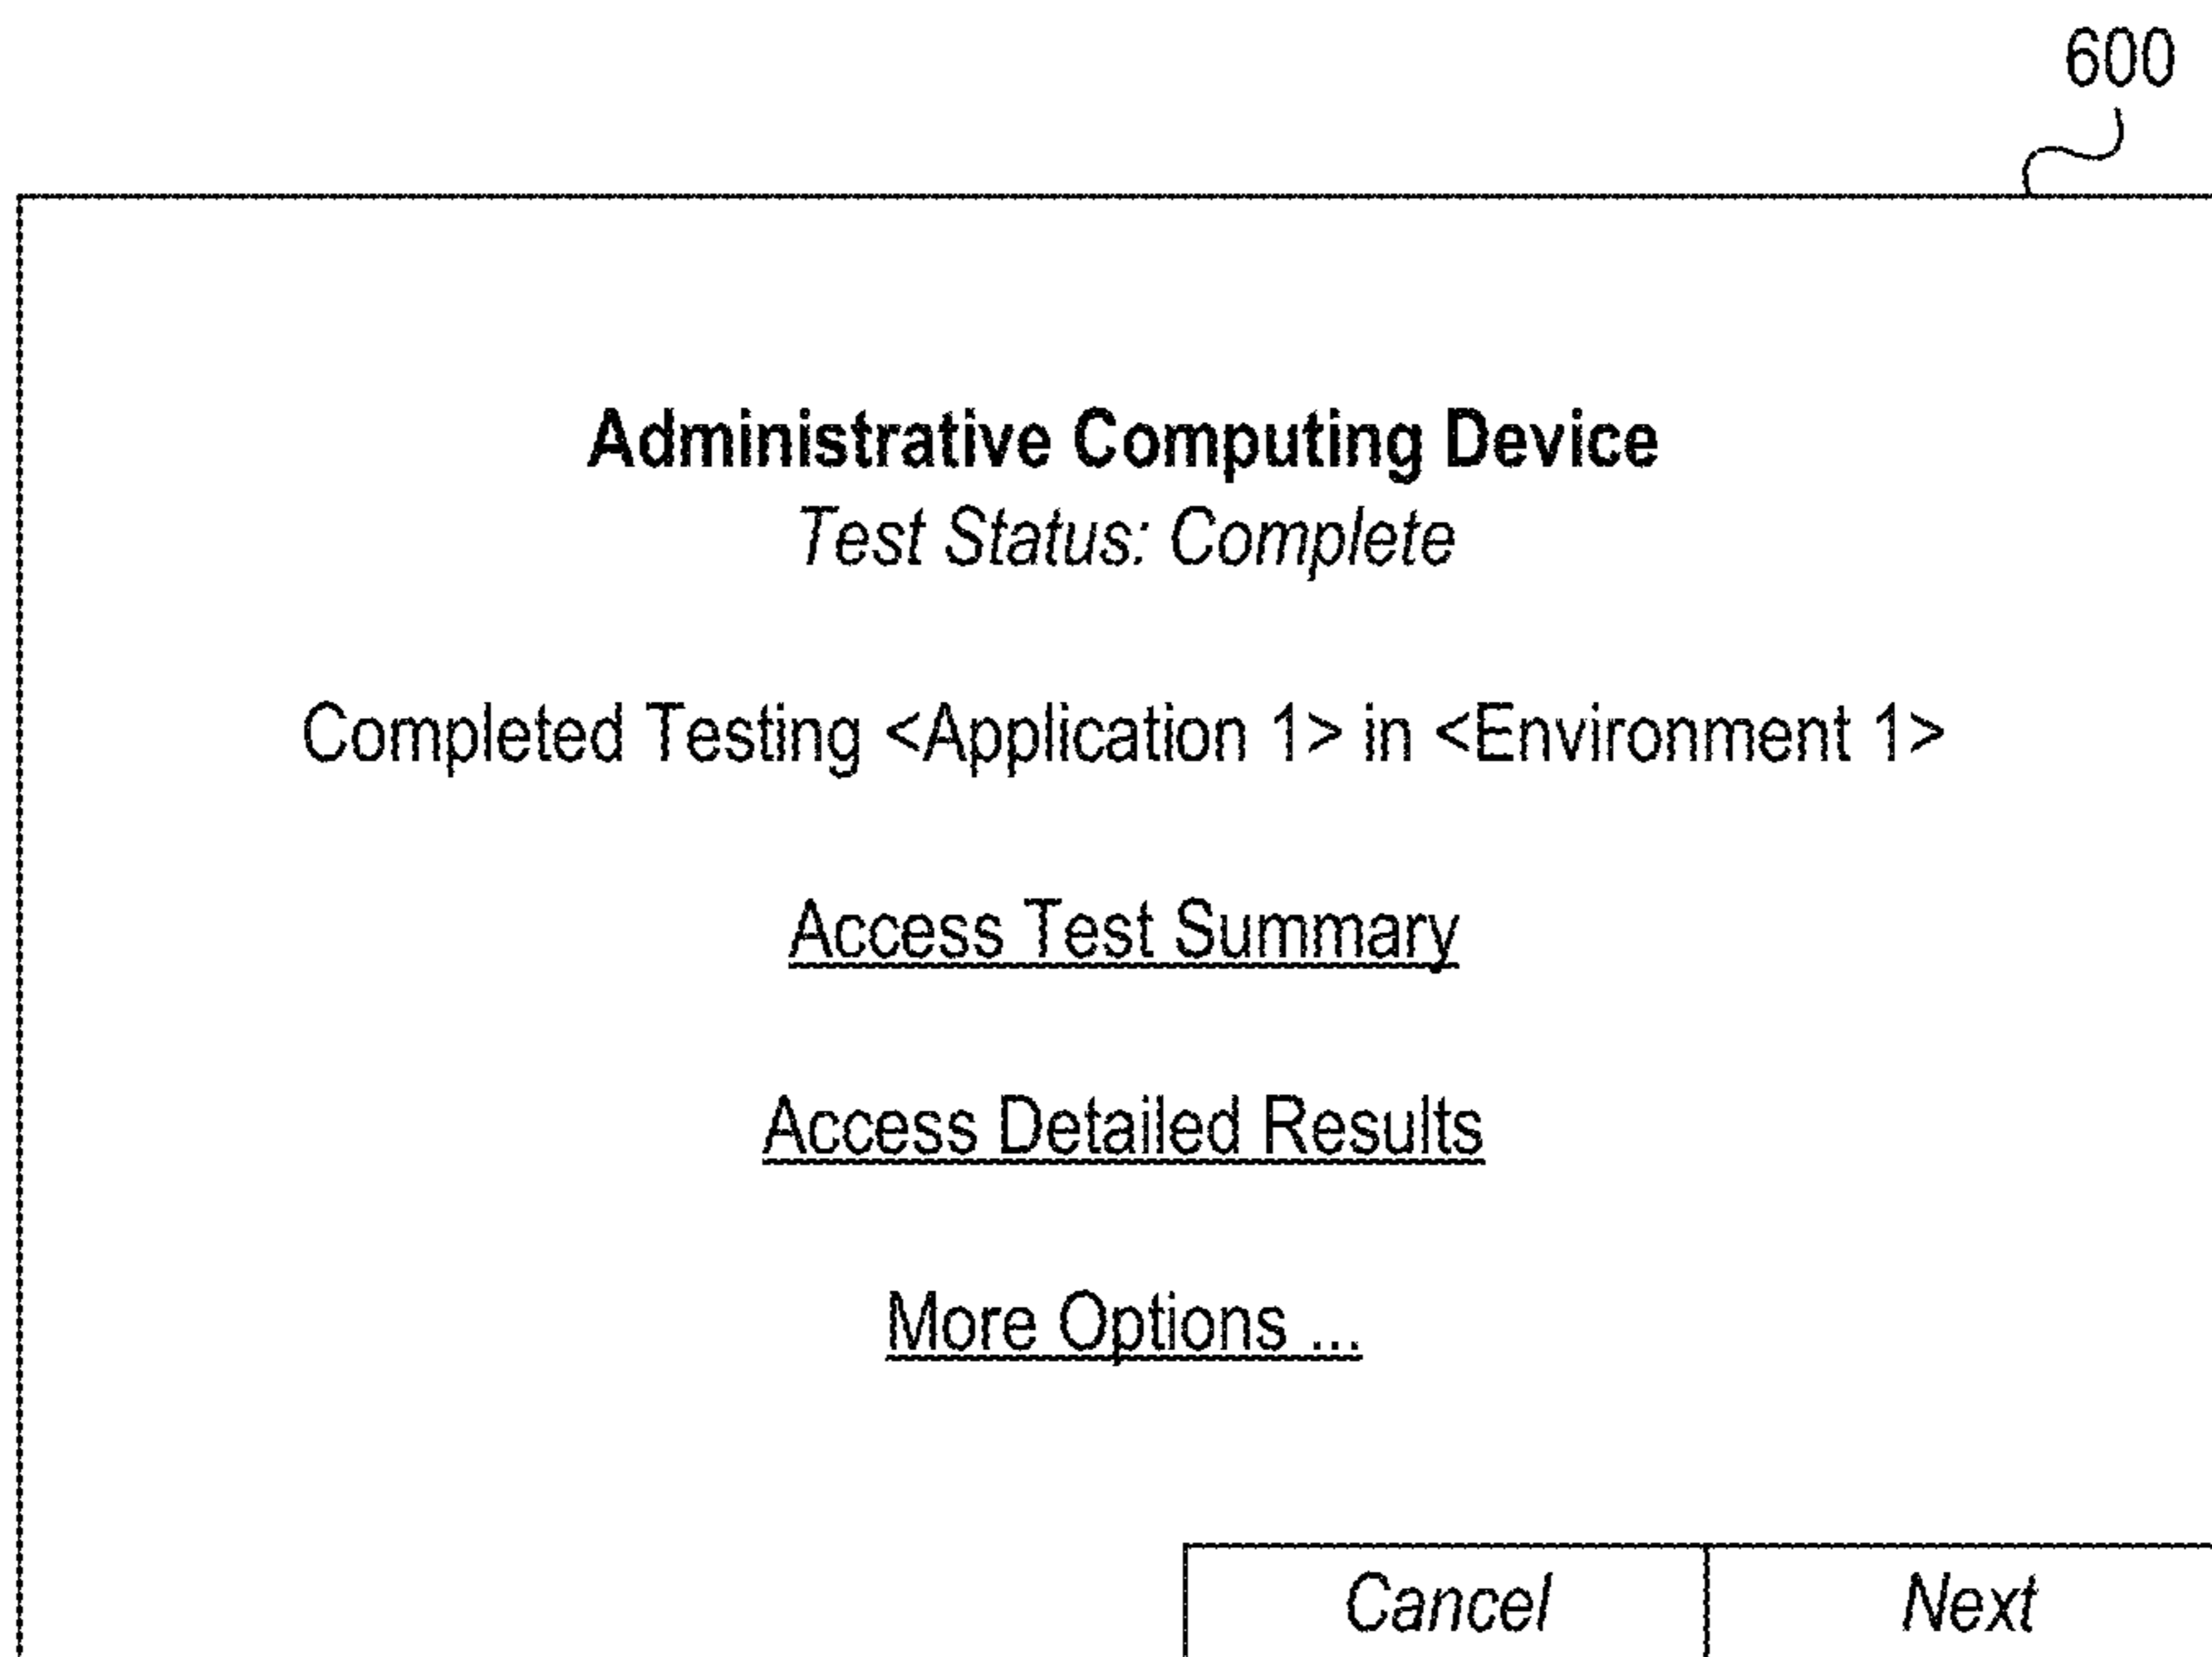 600
Administrative Computing Device
Test Status: Complete
Completed Testing <Application 1> in <Environment 1>
Access Test Summary
Access Detailed Results
More Options ...
Cancel
Next